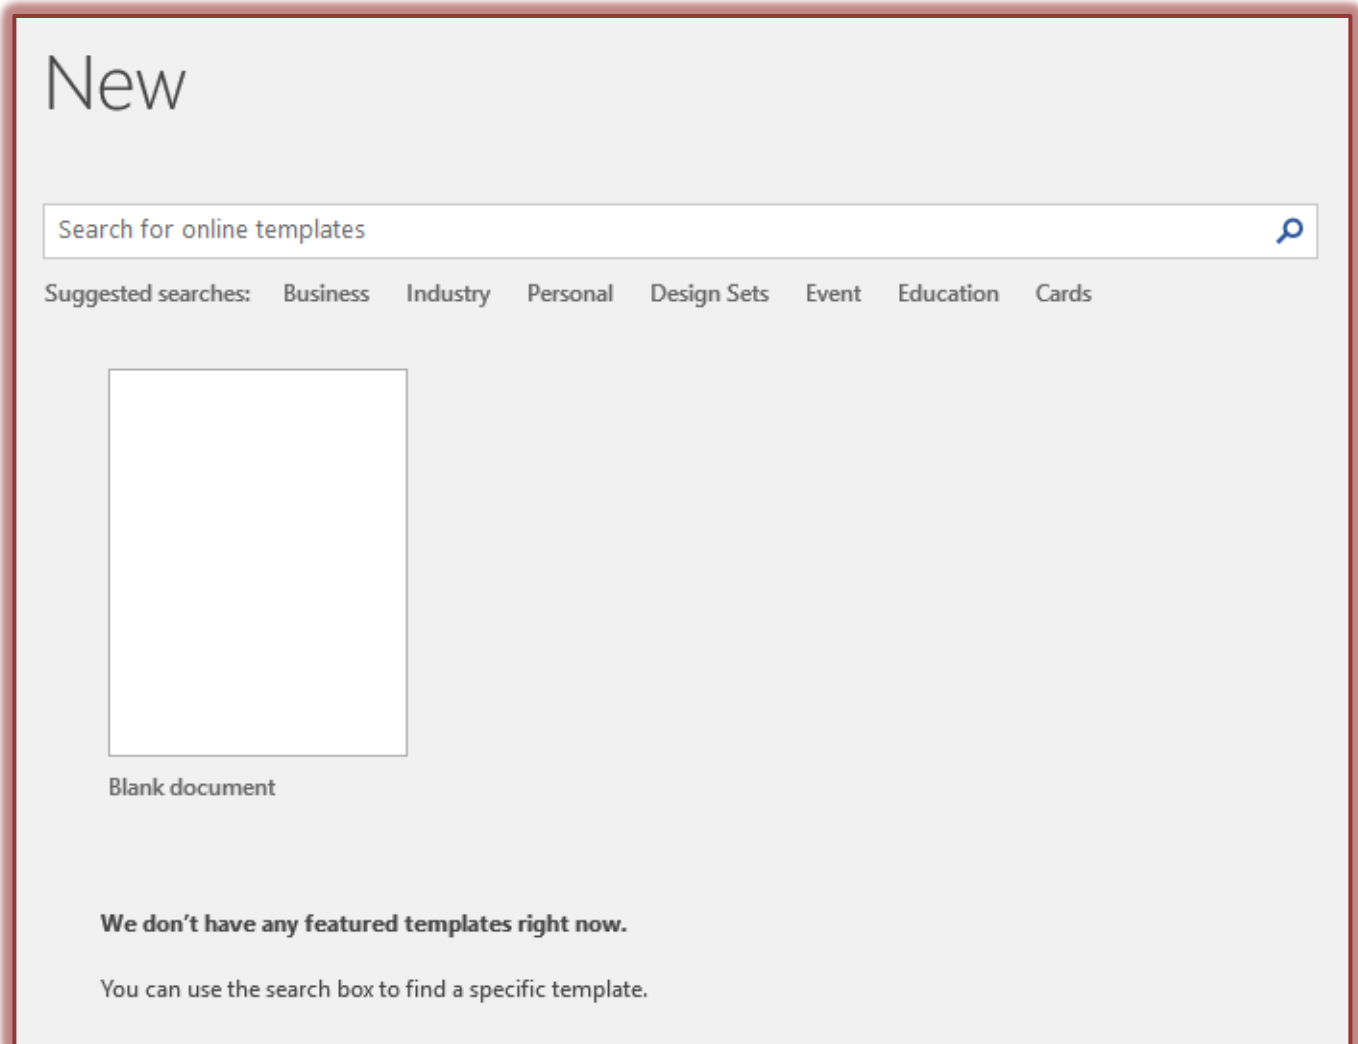 New
Search for online templates
Suggested searches: Business Industry Personal Design Sets Event Education Cards
Blank document
We don't have any featured templates right now.
You can use the search box to find a specific template.